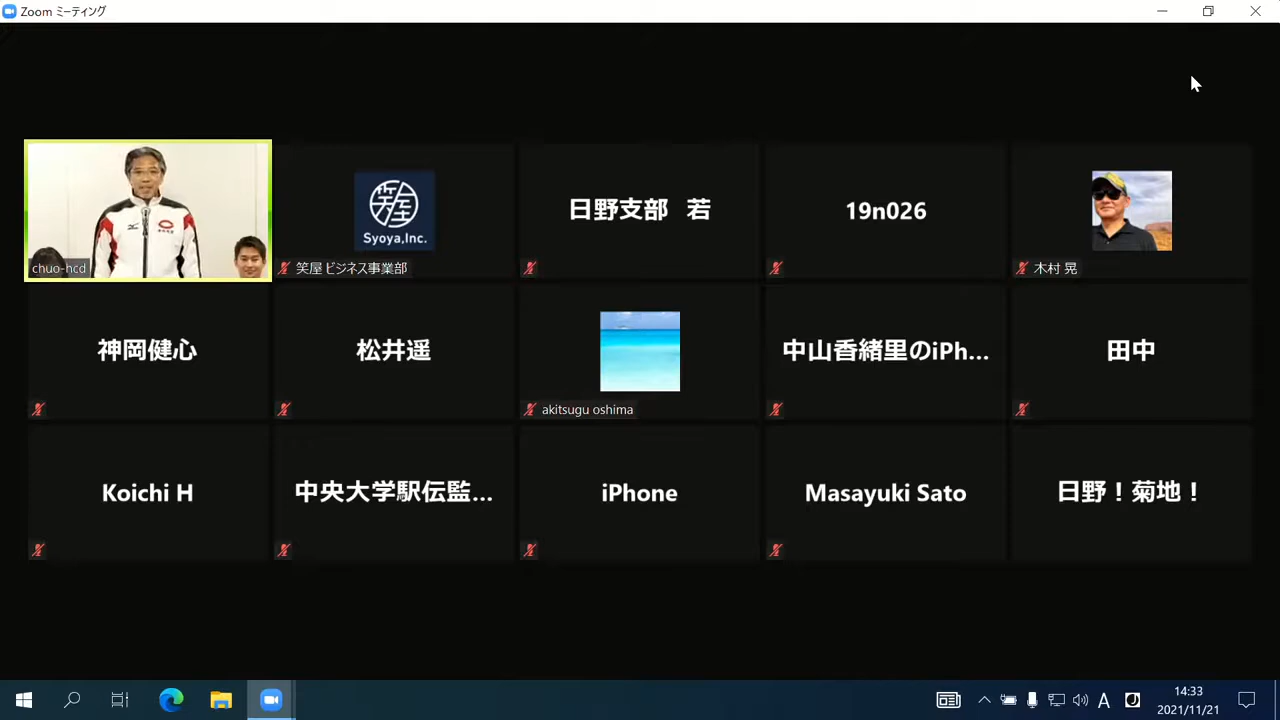 Zoom ミーティング
chuo-hcd
笑屋
Syoya,Inc.
笑屋 ビジネス事業部
日野支部 若
19n026
木村 晃
神岡健心
松井遥
akitsugu oshima
中山香緒里のiPh...
田中
Koichi H
中央大学駅伝監...
iPhone
Masayuki Sato
日野！菊地！
A
14:33
2021/11/21